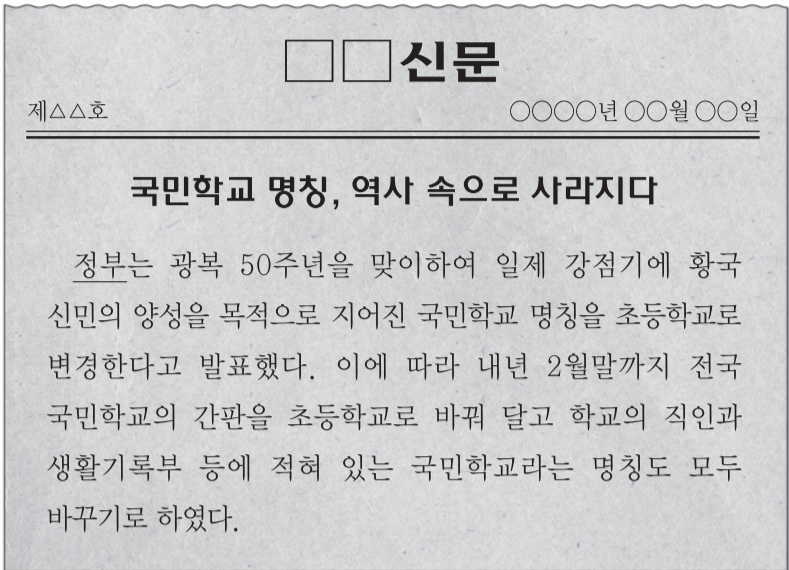 □□신문
제△△호 ○○○○년 ○○월 ○○일
국민학교 명칭, 역사 속으로 사라지다
정부는 광복 50주년을 맞이하여 일제 강점기에 황국
신민의 양성을 목적으로 지어진 국민학교 명칭을 초등학교로
변경한다고 발표했다. 이에 따라 내년 2월말까지 전국
국민학교의 간판을 초등학교로 바꿔 달고 학교의 직인과
생활기록부 등에 적혀 있는 국민학교라는 명칭도 모두
바꾸기로 하였다.